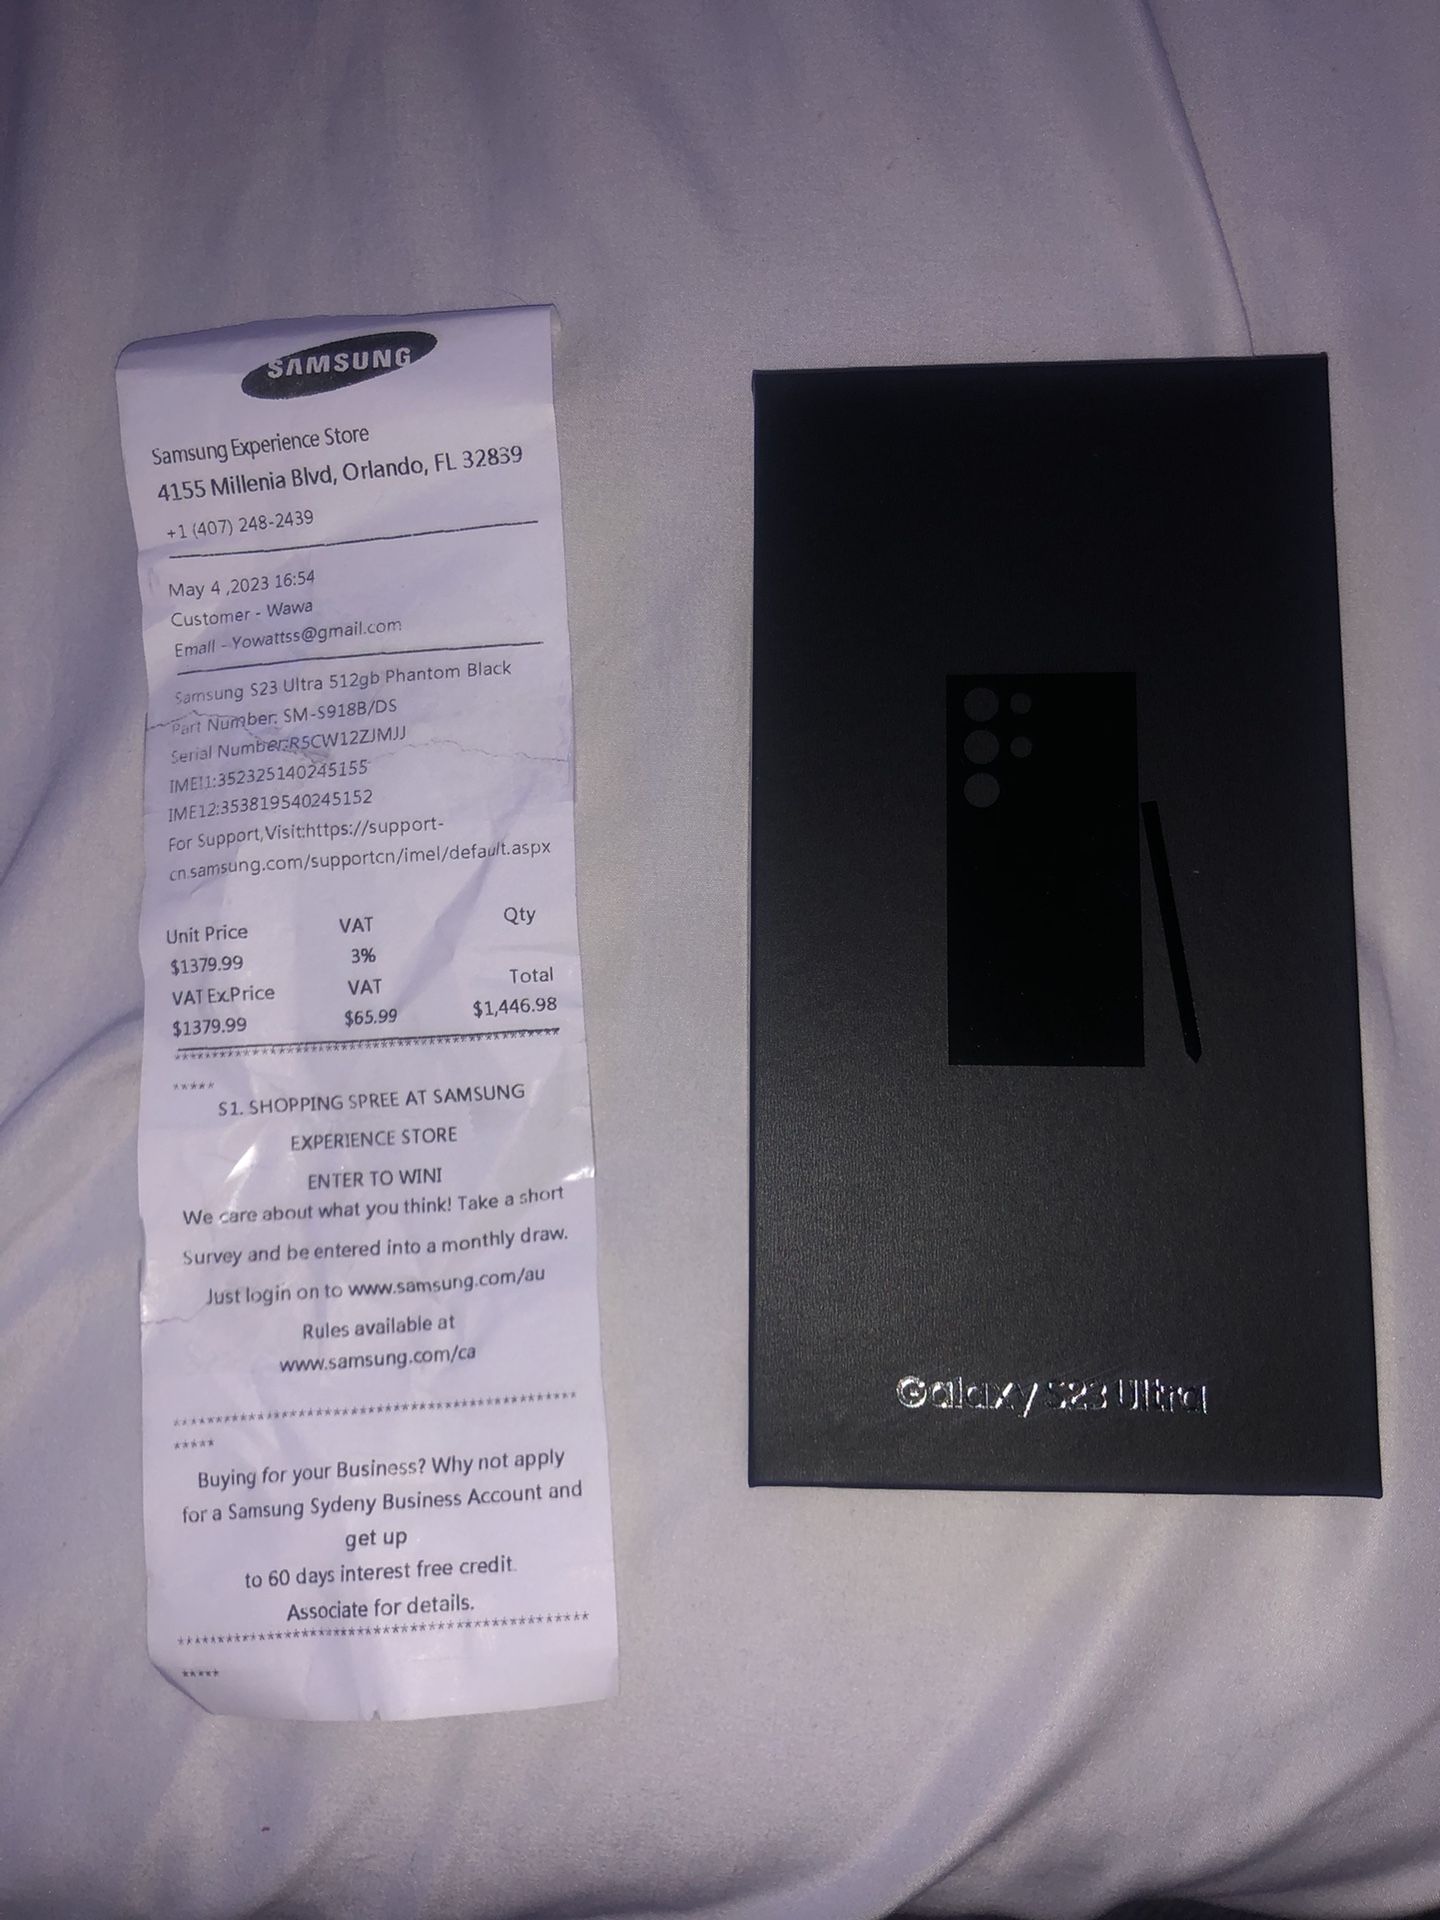 SAMSUNG
Samsung Experience Store
4155 Millenia Blvd, Orlando, FL 32839
+1 (407) 248-2439
May 4 ,2023 16:54
Customer - Wawa
Emall - Yowattss@gmail.com
Samsung S23 Ultra 512gb Phantom Black
Part Number: SM-S918B/DS
Serial Number:R5CW12ZJMJJ
IMEI1:352325140245155
IME12:353819540245152
For Support,Visit:https://support-
cn.samsung.com/supportcn/imel/default.aspx
Unit Price VAT Qty
$1379.99 3%
VAT Ex.Price VAT Total
$1379.99 $65.99 $1,446.98
*****************************************
*****
S1. SHOPPING SPREE AT SAMSUNG
EXPERIENCE STORE
ENTER TO WINI
We care about what you think! Take a short
Survey and be entered into a monthly draw.
Just login on to www.samsung.com/au
Rules available at
www.samsung.com/ca
*****************************************
*****
Buying for your Business? Why not apply
for a Samsung Sydeny Business Account and
get up
to 60 days interest free credit.
Associate for details.
*****************************************
*****
Galaxy S23 Ultra